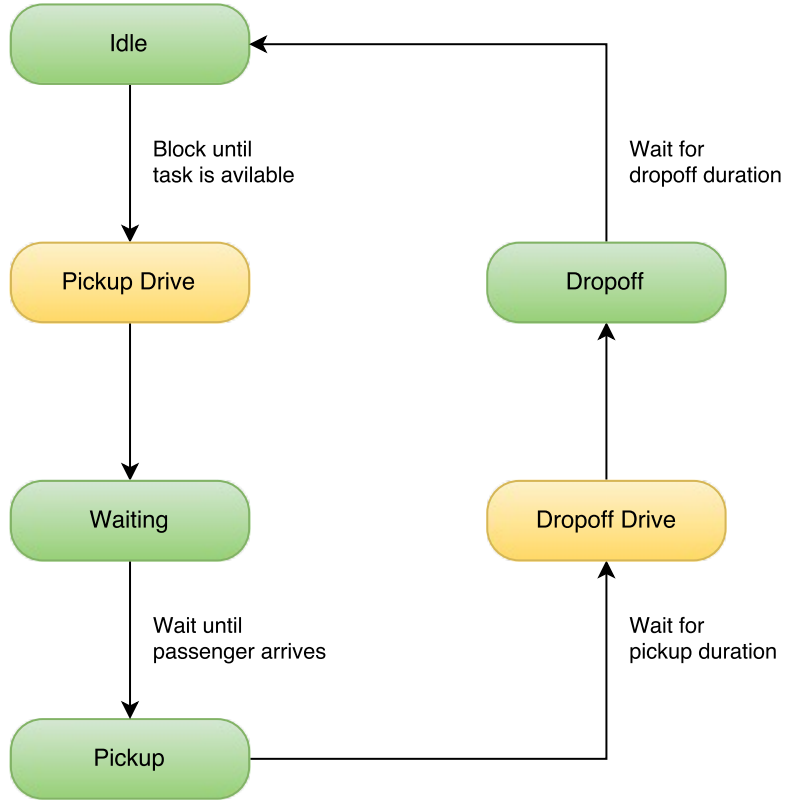 Idle
Block until
task is avilable
Wait for
dropoff duration
Pickup Drive
Dropoff
Waiting
Dropoff Drive
Wait until
passenger arrives
Wait for
pickup duration
Pickup